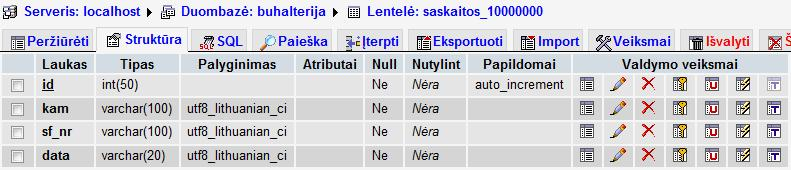 Serveris: localhost Duombazė: buhalterija Lentelė: saskaitos_10000000
Peržiūrėti Struktūra SQL Paieška Įterpti Eksportuoti Import Veiksmai Išvalyti Š
Laukas Tipas Palyginimas Atributai Null Nutylint Papildomai Valdymo veiksmai
id int(50) Ne Nėra auto_increment
kam varchar(100) utf8_lithuanian_ci Ne Nėra
sf_nr varchar(100) utf8_lithuanian_ci Ne Nėra
data varchar(20) utf8_lithuanian_ci Ne Nėra